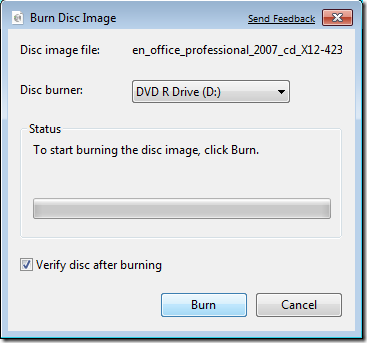 Burn Disc Image
Send Feedback
Disc image file: en_office_professional_2007_cd_X12-423
Disc burner: DVD R Drive (D:)
Status
To start burning the disc image, click Burn.
Verify disc after burning
Burn Cancel